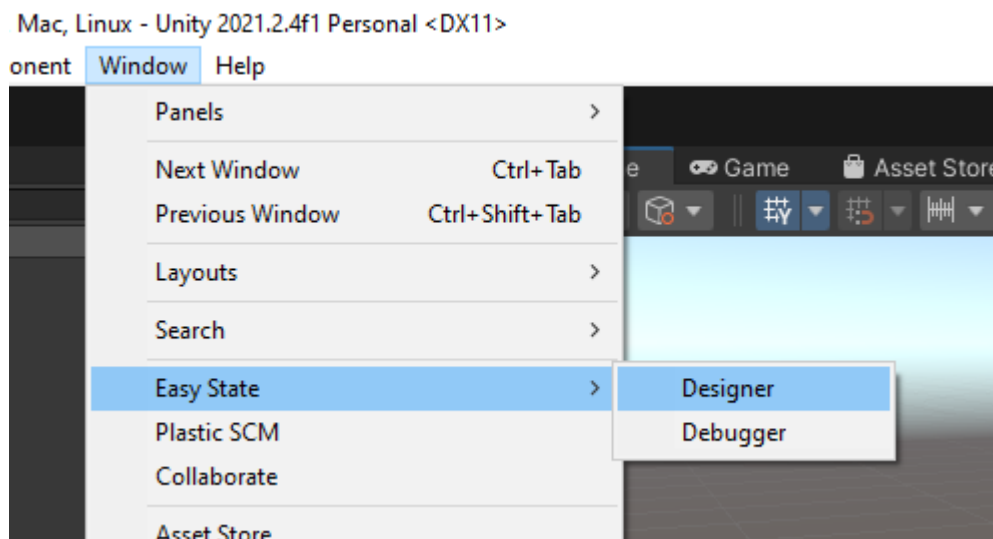 Mac, Linux - Unity 2021.2.4f1 Personal <DX11>
onent Window Help
Panels
Next Window Ctrl+Tab
Previous Window Ctrl+Shift+Tab
e Game Asset Store
Layouts
Search
Easy State
Designer
Plastic SCM
Debugger
Collaborate
Asset Store